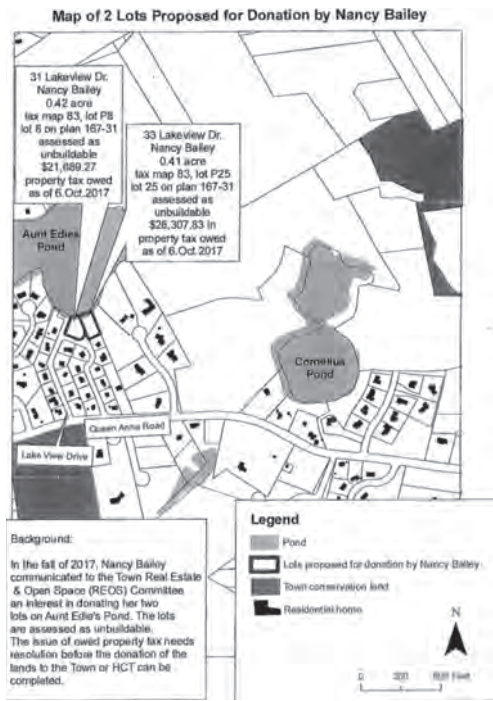 Map of 2 Lots Proposed for Donation by Nancy Bailey
31 Lakeview Dr.
Nancy Bailey
0.42 acre
tax map 83, lot P8
lot 8 on plan 167-31
assessed as
unbuildable
$21,689.27
property tax owed
as of 6.Oct.2017
33 Lakeview Dr.
Nancy Bailey
0.41 acre
tax map 83, lot P25
lot 25 on plan 167-31
assessed as
unbuildable
$26,307.83 in
property tax owed
as of 6.Oct.2017
Aunt Edies
Pond
Cornelius
Pond
Queen Anne Road
Lake View Drive
Background:
In the fall of 2017, Nancy Bailey
communicated to the Town Real Estate
& Open Space (REOS) Committee
an interest in donating her two
lots on Aunt Edie's Pond. The lots
are assessed as unbuildable.
The issue of owed property tax needs
resolution before the donation of the
lands to the Town or HCT can be
completed.
Legend
Pond
Lots proposed for donation by Nancy Bailey
Town conservation land
Residential home
N
0 300 600 Feet